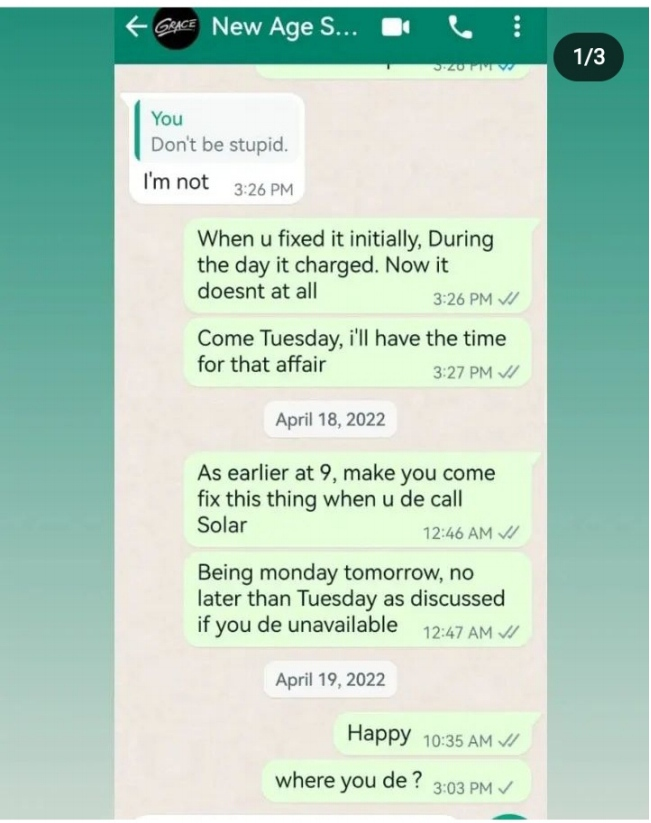 GRACE New Age S...
1/3
3:26 PM
You
Don't be stupid.
I'm not 3:26 PM
When u fixed it initially, During
the day it charged. Now it
doesnt at all
3:26 PM
Come Tuesday, i'll have the time
for that affair
3:27 PM
April 18, 2022
As earlier at 9, make you come
fix this thing when u de call
Solar
12:46 AM
Being monday tomorrow, no
later than Tuesday as discussed
if you de unavailable 12:47 AM
April 19, 2022
Happy 10:35 AM
where you de ? 3:03 PM